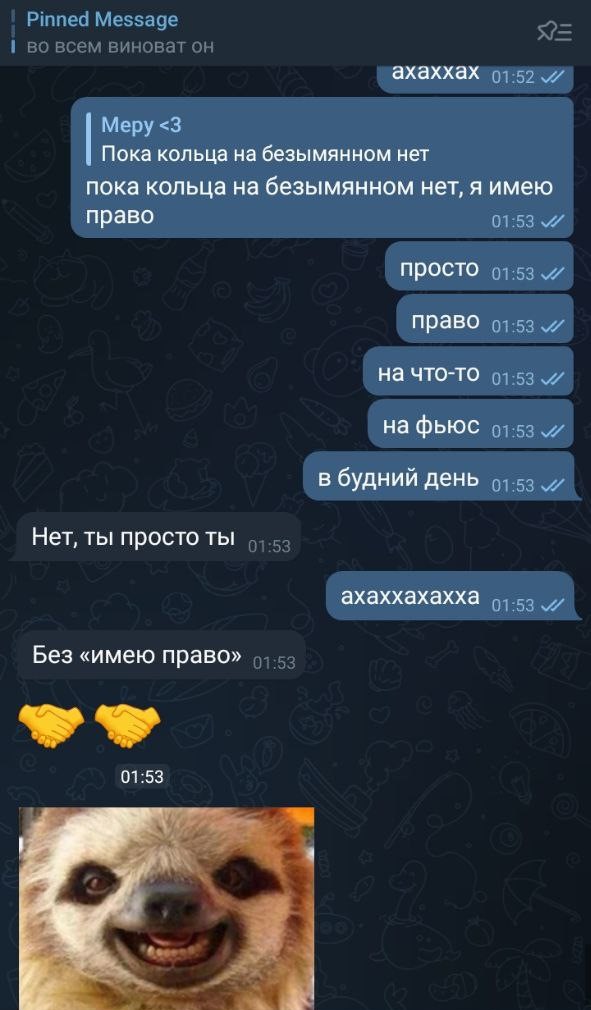 Pinned Message
во всем виноват он
ахаххах 01:52
Меру <3
Пока кольца на безымянном нет
пока кольца на безымянном нет, я имею
право
01:53
просто 01:53
право 01:53
на что-то 01:53
на фьюс 01:53
в будний день 01:53
Нет, ты просто ты 01:53
ахаххахахха 01:53
Без «имею право» 01:53
🤝 🤝
01:53